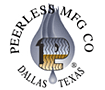 PEERLESS MFG CO
DALLAS, TEXAS
®